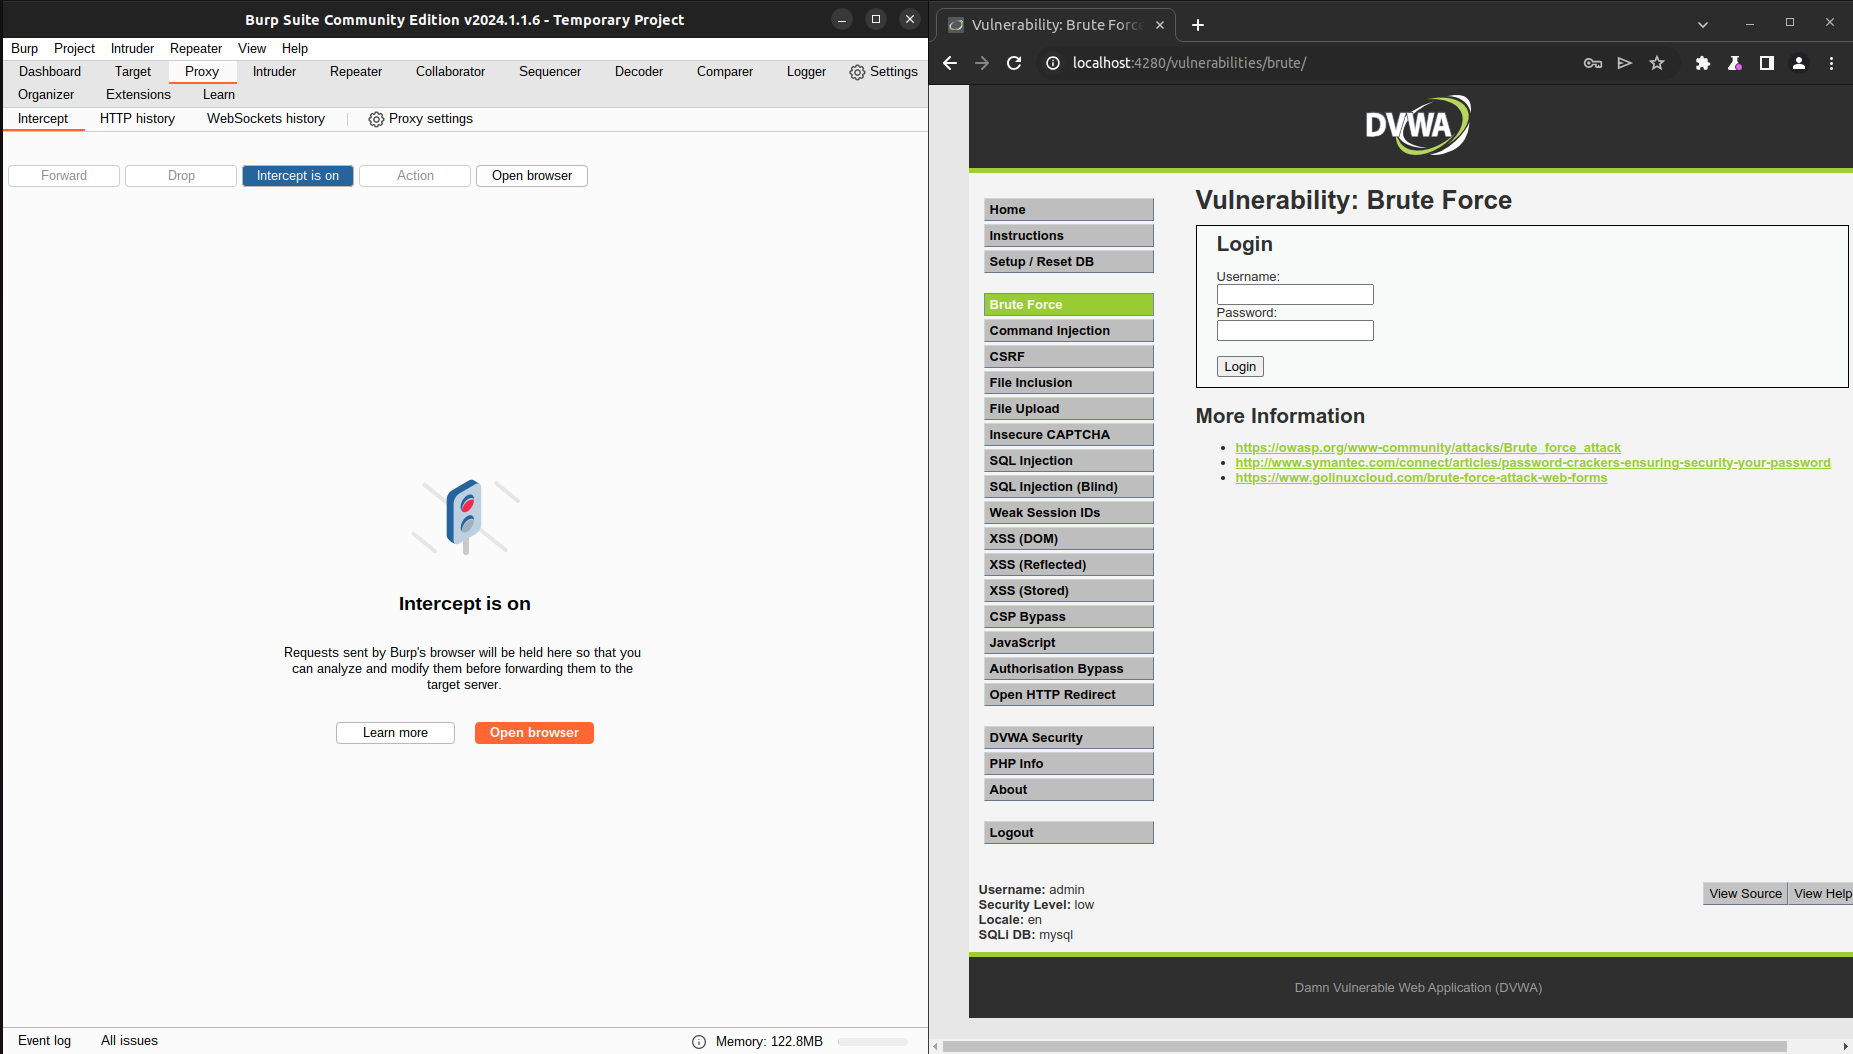 Burp Suite Community Edition v2024.1.1.6 - Temporary Project
Burp Project Intruder Repeater View Help
Dashboard Target Proxy Intruder Repeater Collaborator Sequencer Decoder Comparer Logger Settings
Organizer Extensions Learn
Intercept HTTP history WebSockets history Proxy settings
Forward Drop Intercept is on Action Open browser
Intercept is on
Requests sent by Burp's browser will be held here so that you
can analyze and modify them before forwarding them to the
target server.
Learn more Open browser
Event log All issues Memory: 122.8MB
Vulnerability: Brute Forc
localhost:4280/vulnerabilities/brute/
DVWA
Home
Instructions
Setup / Reset DB
Brute Force
Command Injection
CSRF
File Inclusion
File Upload
Insecure CAPTCHA
SQL Injection
SQL Injection (Blind)
Weak Session IDs
XSS (DOM)
XSS (Reflected)
XSS (Stored)
CSP Bypass
JavaScript
Authorisation Bypass
Open HTTP Redirect
DVWA Security
PHP Info
About
Logout
Vulnerability: Brute Force
Login
Username:
Password:
Login
More Information
https://owasp.org/www-community/attacks/Brute_force_attack
http://www.symantec.com/connect/articles/password-crackers-ensuring-security-your-password
https://www.golinuxcloud.com/brute-force-attack-web-forms
Username: admin
Security Level: low
Locale: en
SQLi DB: mysql
View Source View Help
Damn Vulnerable Web Application (DVWA)